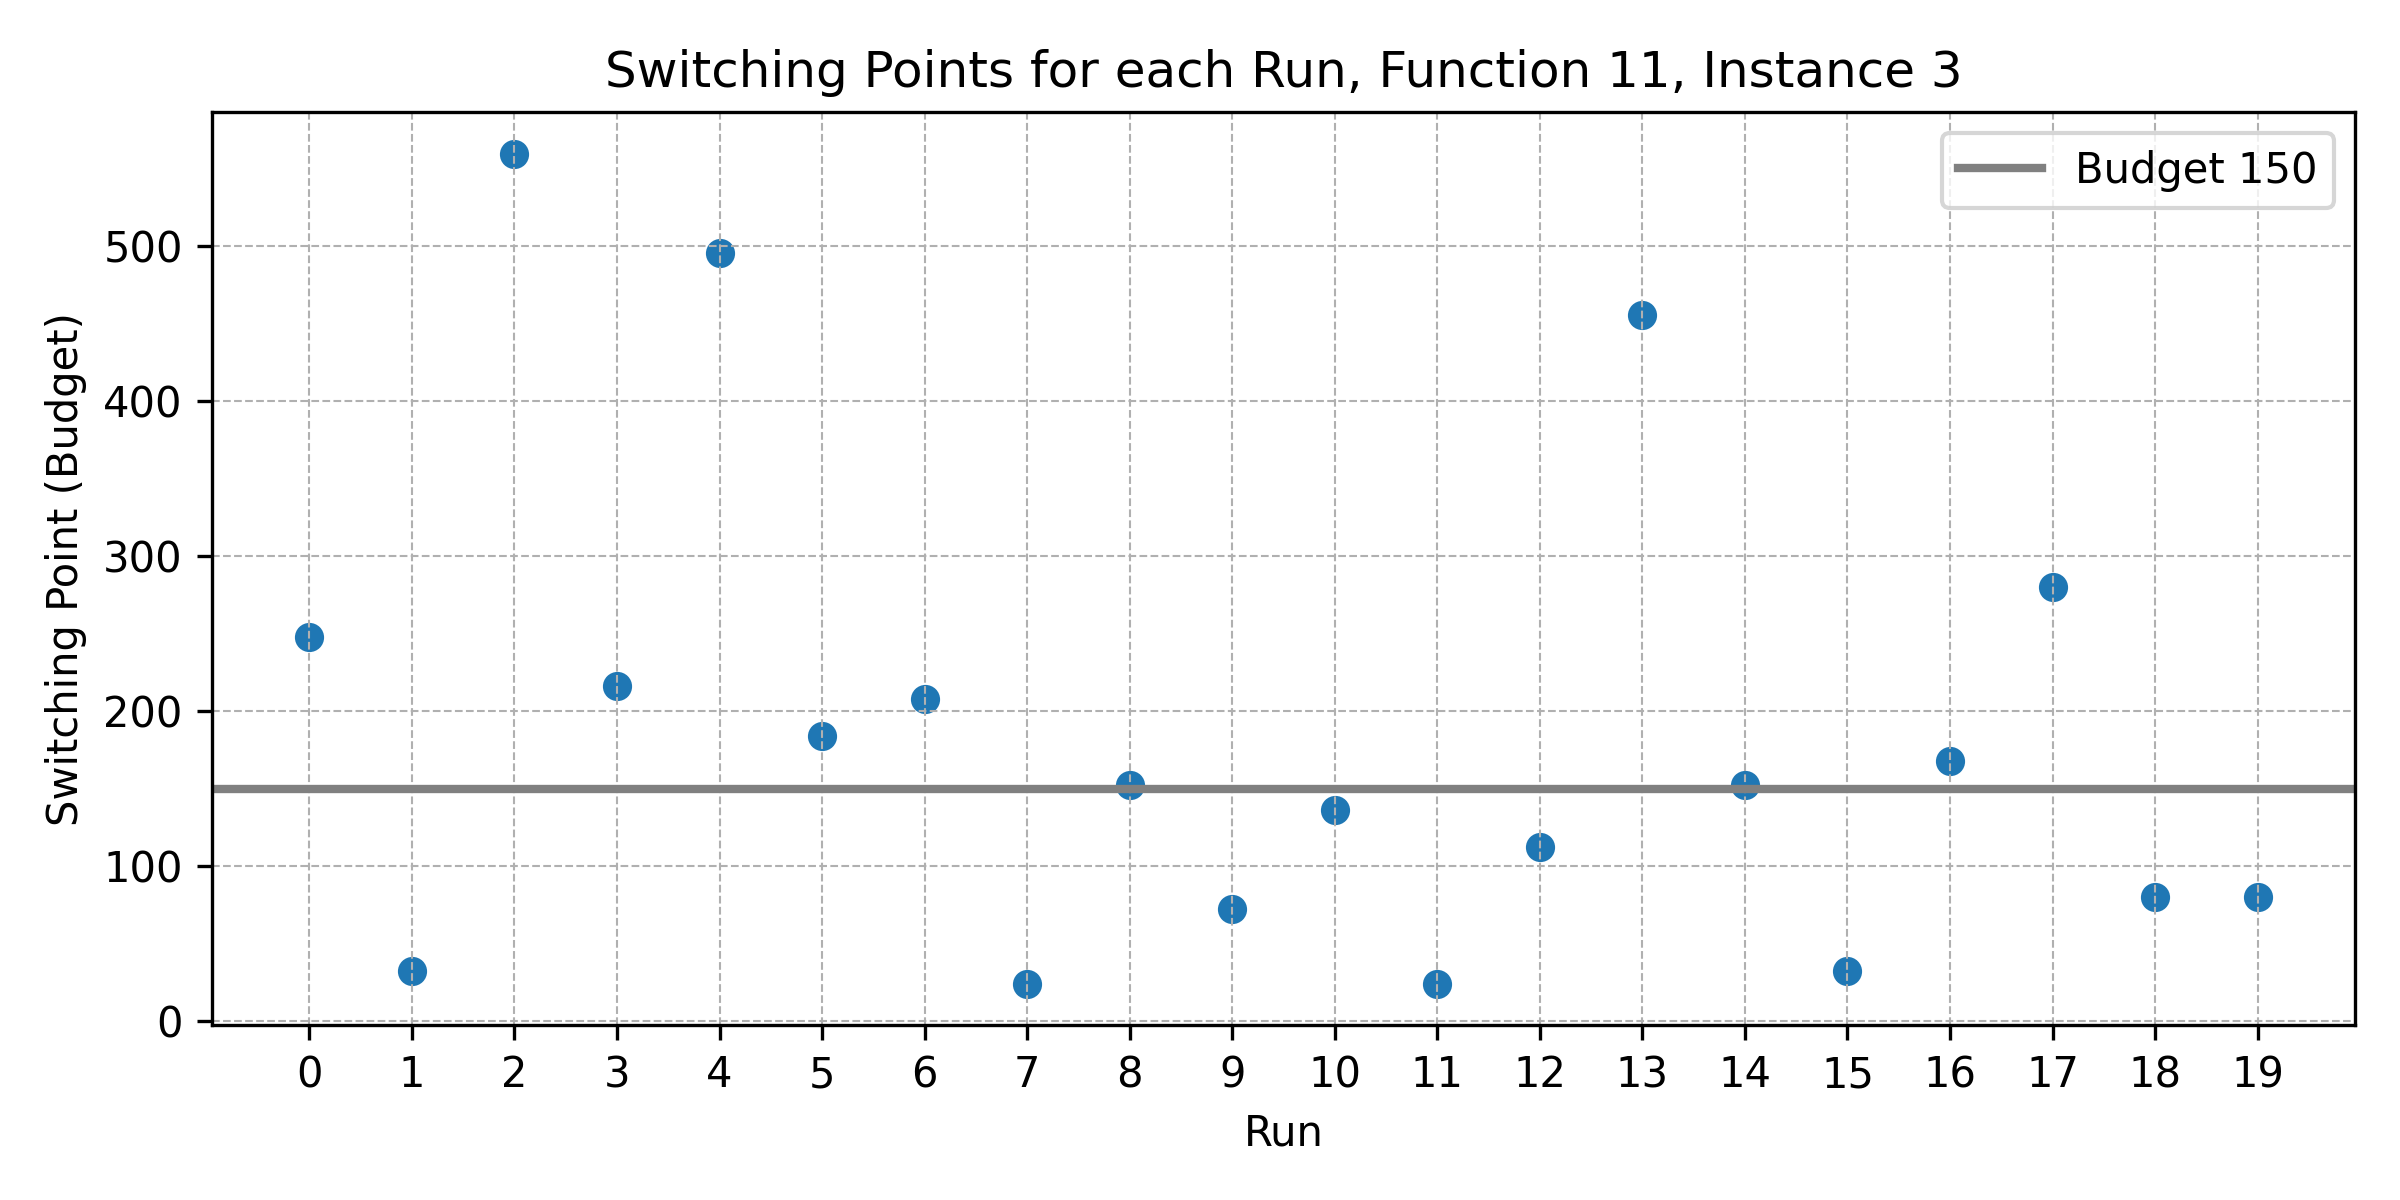 Switching Points for each Run, Function 11, Instance 3
Budget 150
Switching Point (Budget)
500
400
300
200
100
0
0 1 2 3 4 5 6 7 8 9 10 11 12 13 14 15 16 17 18 19
Run